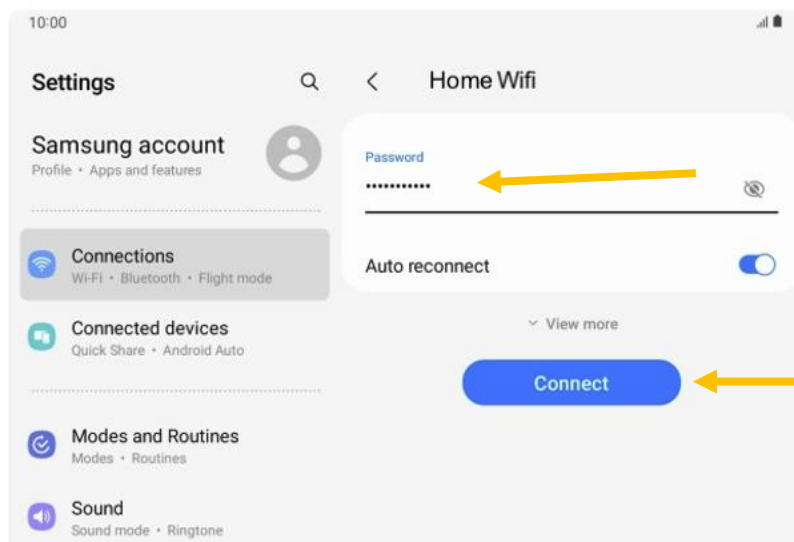 10:00
Settings
Samsung account
Profile • Apps and features
Connections
Wi-Fi • Bluetooth • Flight mode
Connected devices
Quick Share • Android Auto
Modes and Routines
Modes • Routines
Sound
Sound mode • Ringtone
Home Wifi
Password
•••••••••••
Auto reconnect
View more
Connect